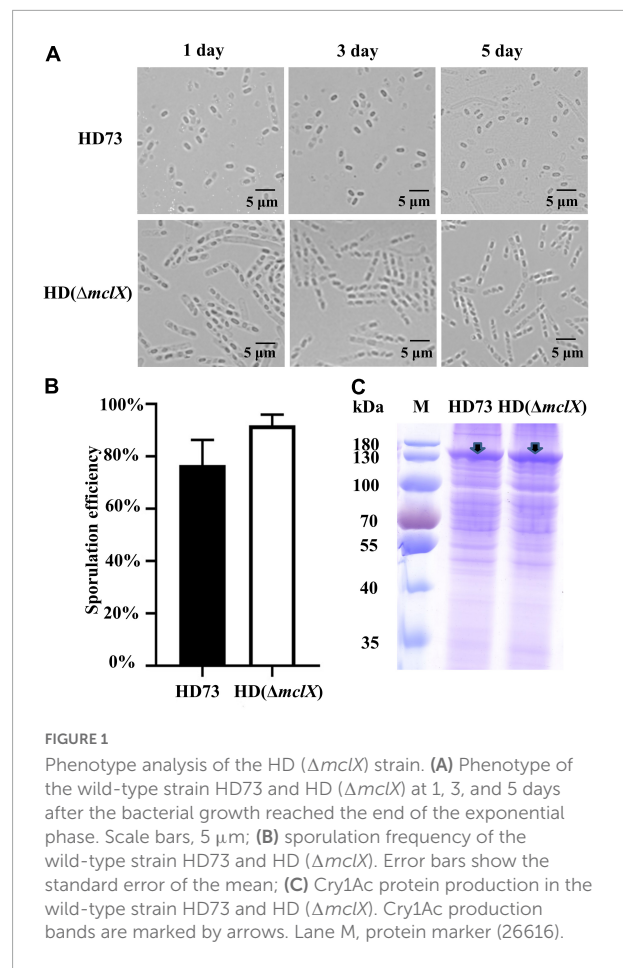 A
1 day 3 day 5 day
HD73
5 µm 5 µm 5 µm
HD(ΔmclX)
5 µm 5 µm 5 µm
B
100%
80%
60%
40%
20%
0%
Sporulation efficiency
HD73 HD(ΔmclX)
C
kDa M HD73 HD(ΔmclX)
180
130
100
70
55
40
35
FIGURE 1
Phenotype analysis of the HD (ΔmclX) strain. (A) Phenotype of
the wild-type strain HD73 and HD (ΔmclX) at 1, 3, and 5 days
after the bacterial growth reached the end of the exponential
phase. Scale bars, 5 µm; (B) sporulation frequency of the
wild-type strain HD73 and HD (ΔmclX). Error bars show the
standard error of the mean; (C) Cry1Ac protein production in the
wild-type strain HD73 and HD (ΔmclX). Cry1Ac production
bands are marked by arrows. Lane M, protein marker (26616).